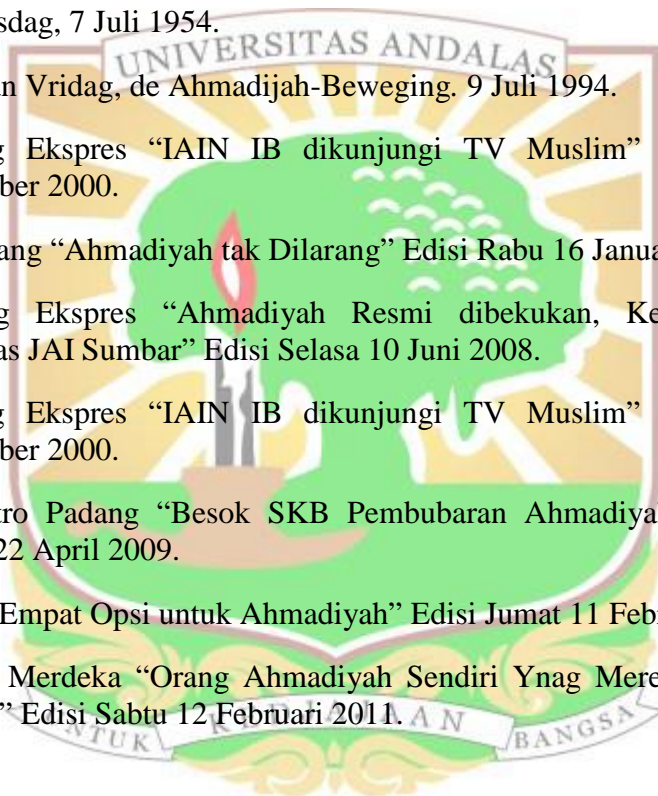 sdag, 7 Juli 1954.
UNIVERSITAS ANDALAS
n Vridag, de Ahmadijah-Beweging. 9 Juli 1994.
g Ekspres “IAIN IB dikunjungi TV Muslim”
ber 2000.
ang “Ahmadiyah tak Dilarang” Edisi Rabu 16 Janua
g Ekspres “Ahmadiyah Resmi dibekukan, Ke
as JAI Sumbar” Edisi Selasa 10 Juni 2008.
g Ekspres “IAIN IB dikunjungi TV Muslim”
ber 2000.
tro Padang “Besok SKB Pembubaran Ahmadiya
22 April 2009.
Empat Opsi untuk Ahmadiyah” Edisi Jumat 11 Feb
Merdeka “Orang Ahmadiyah Sendiri Ynag Mere
” Edisi Sabtu 12 Februari 2011.
UNTUK KEDJAJAAN BANGSA